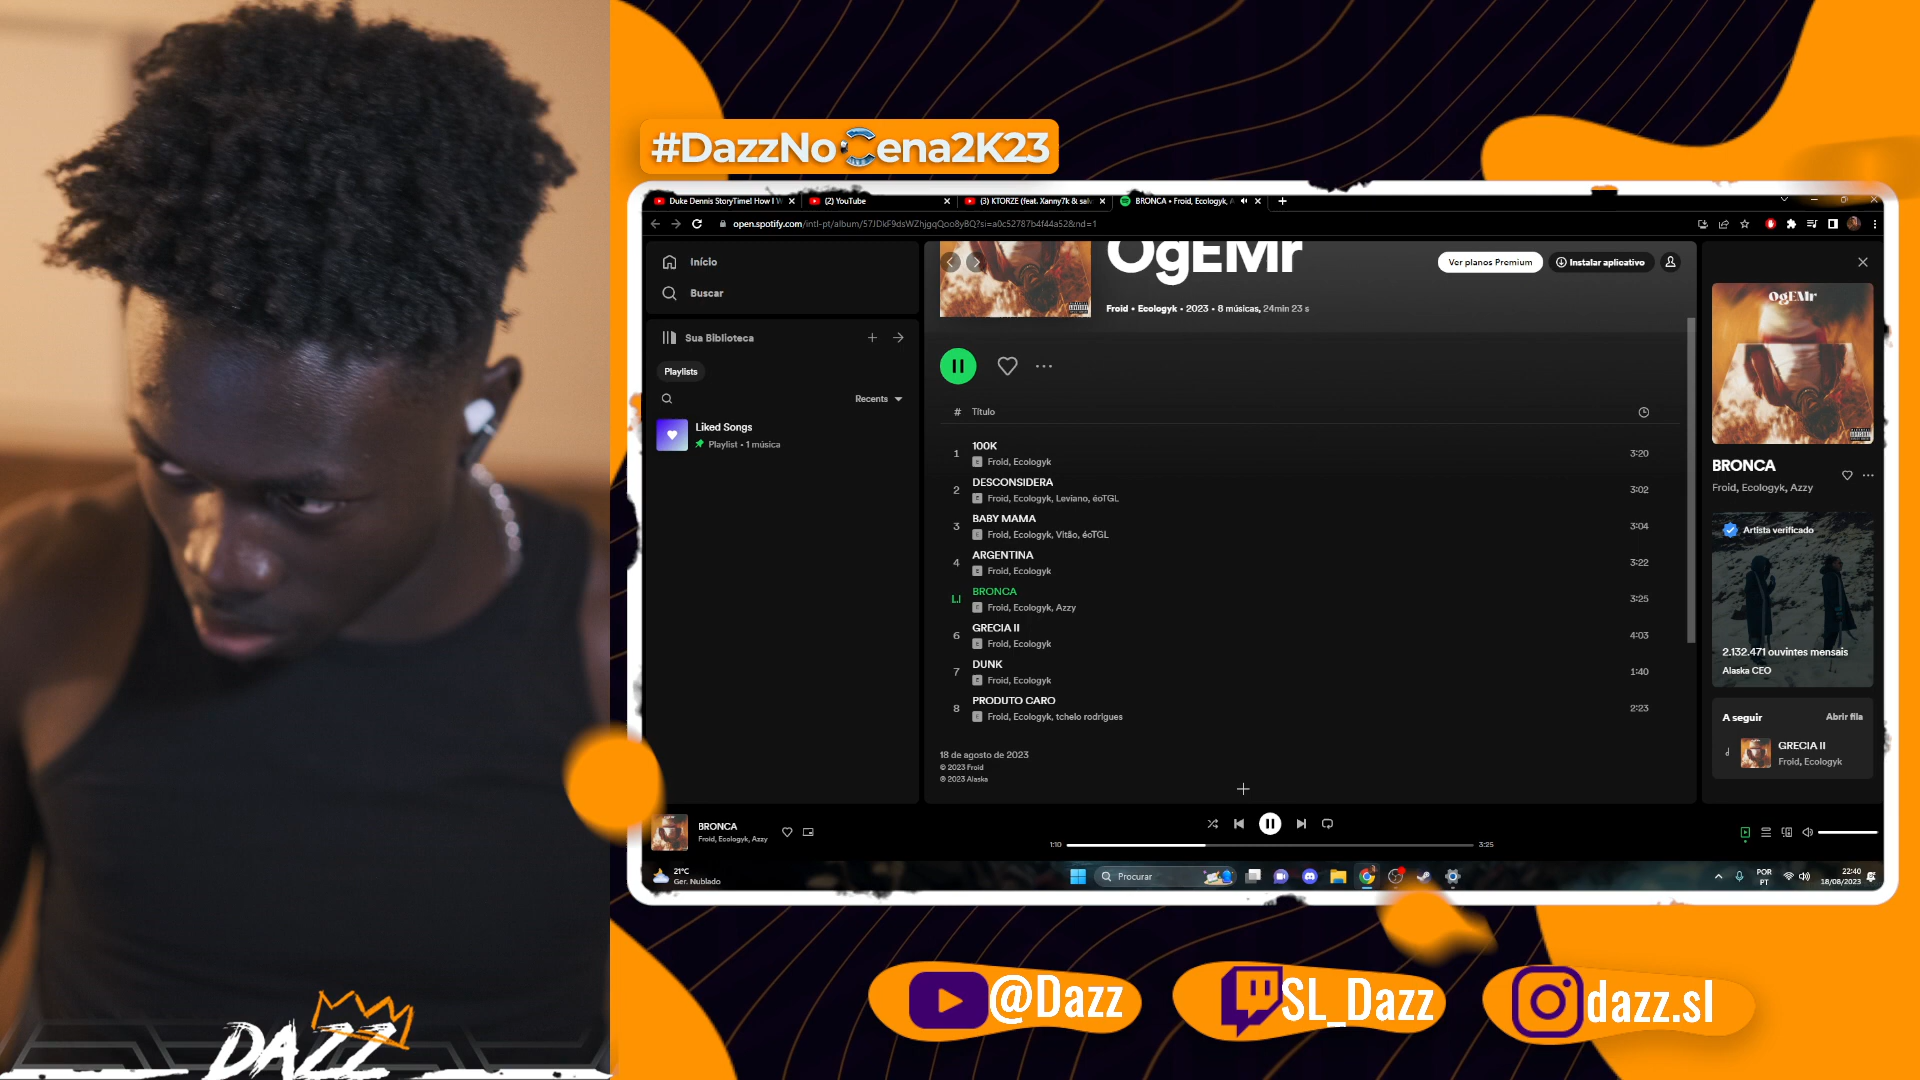 #DazzNoCena2K23
Duke Dennis StoryTime! How I W
(2) YouTube
(3) KTORZE (feat. Xanny7k & sal
BRONCA • Froid, Ecologyk, A
open.spotify.com/intl-pt/album/57JDkF9dsWZhjgqQoo8yBQ?si=a0c52787b4f44a52&nd=1
Início
Buscar
Sua Biblioteca
Playlists
Recents
Liked Songs
Playlist • 1 música
OgEMr
Froid • Ecologyk • 2023 • 8 músicas, 24min 23 s
Ver planos Premium
Instalar aplicativo
# Título
1 100K 3:20
E Froid, Ecologyk
2 DESCONSIDERA 3:02
E Froid, Ecologyk, Leviano, éoTGL
3 BABY MAMA 3:04
E Froid, Ecologyk, Vitão, éoTGL
4 ARGENTINA 3:22
E Froid, Ecologyk
BRONCA 3:25
E Froid, Ecologyk, Azzy
6 GRECIA II 4:03
E Froid, Ecologyk
7 DUNK 1:40
E Froid, Ecologyk
8 PRODUTO CARO 2:23
E Froid, Ecologyk, tchelo rodrigues
18 de agosto de 2023
© 2023 Froid
℗ 2023 Alaska
OgEMr
BRONCA
Froid, Ecologyk, Azzy
Artista verificado
2.132.471 ouvintes mensais
Alaska CEO
A seguir
Abrir fila
GRECIA II
Froid, Ecologyk
BRONCA
Froid, Ecologyk, Azzy
1:10
3:25
21°C
Ger. Nublado
Procurar
POR
PT
22:40
18/08/2023
DAZZ
@Dazz
SL_Dazz
dazz.sl